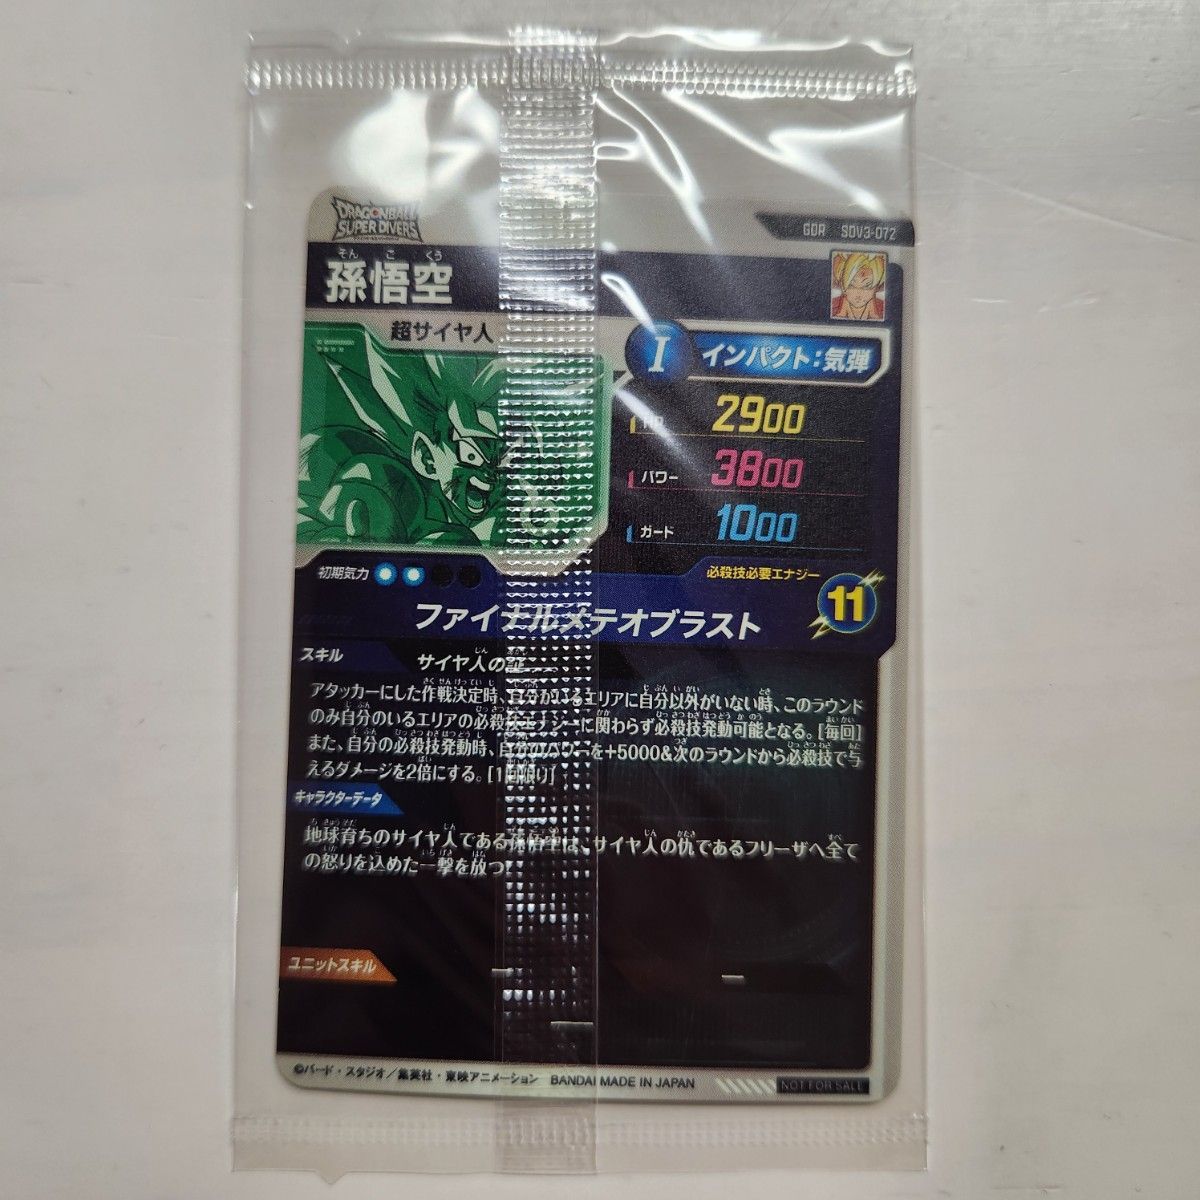 DRAGONBALL
SUPER DIVERS
GDR SDV3-072
そん ご くう
孫悟空
超サイヤ人
I インパクト:気弾
HP 2900
パワー 3800
ガード 1000
初期気力
必殺技必要エナジー
11
ファイナルメテオブラスト
スキル サイヤ人の証
アタッカーにした作戦決定時、自分がいるエリアに自分以外がいない時、このラウンド
のみ自分のいるエリアの必殺技エナジーに関わらず必殺技発動可能となる。[毎回]
また、自分の必殺技発動時、自分のパワーを+5000&次のラウンドから必殺技で与
えるダメージを2倍にする。[1回限り]
キャラクターデータ
地球育ちのサイヤ人である孫悟空は、サイヤ人の仇であるフリーザへ全て
の怒りを込めた一撃を放つ!
ユニットスキル
©バード・スタジオ/集英社・東映アニメーション BANDAI MADE IN JAPAN
NOT FOR SALE